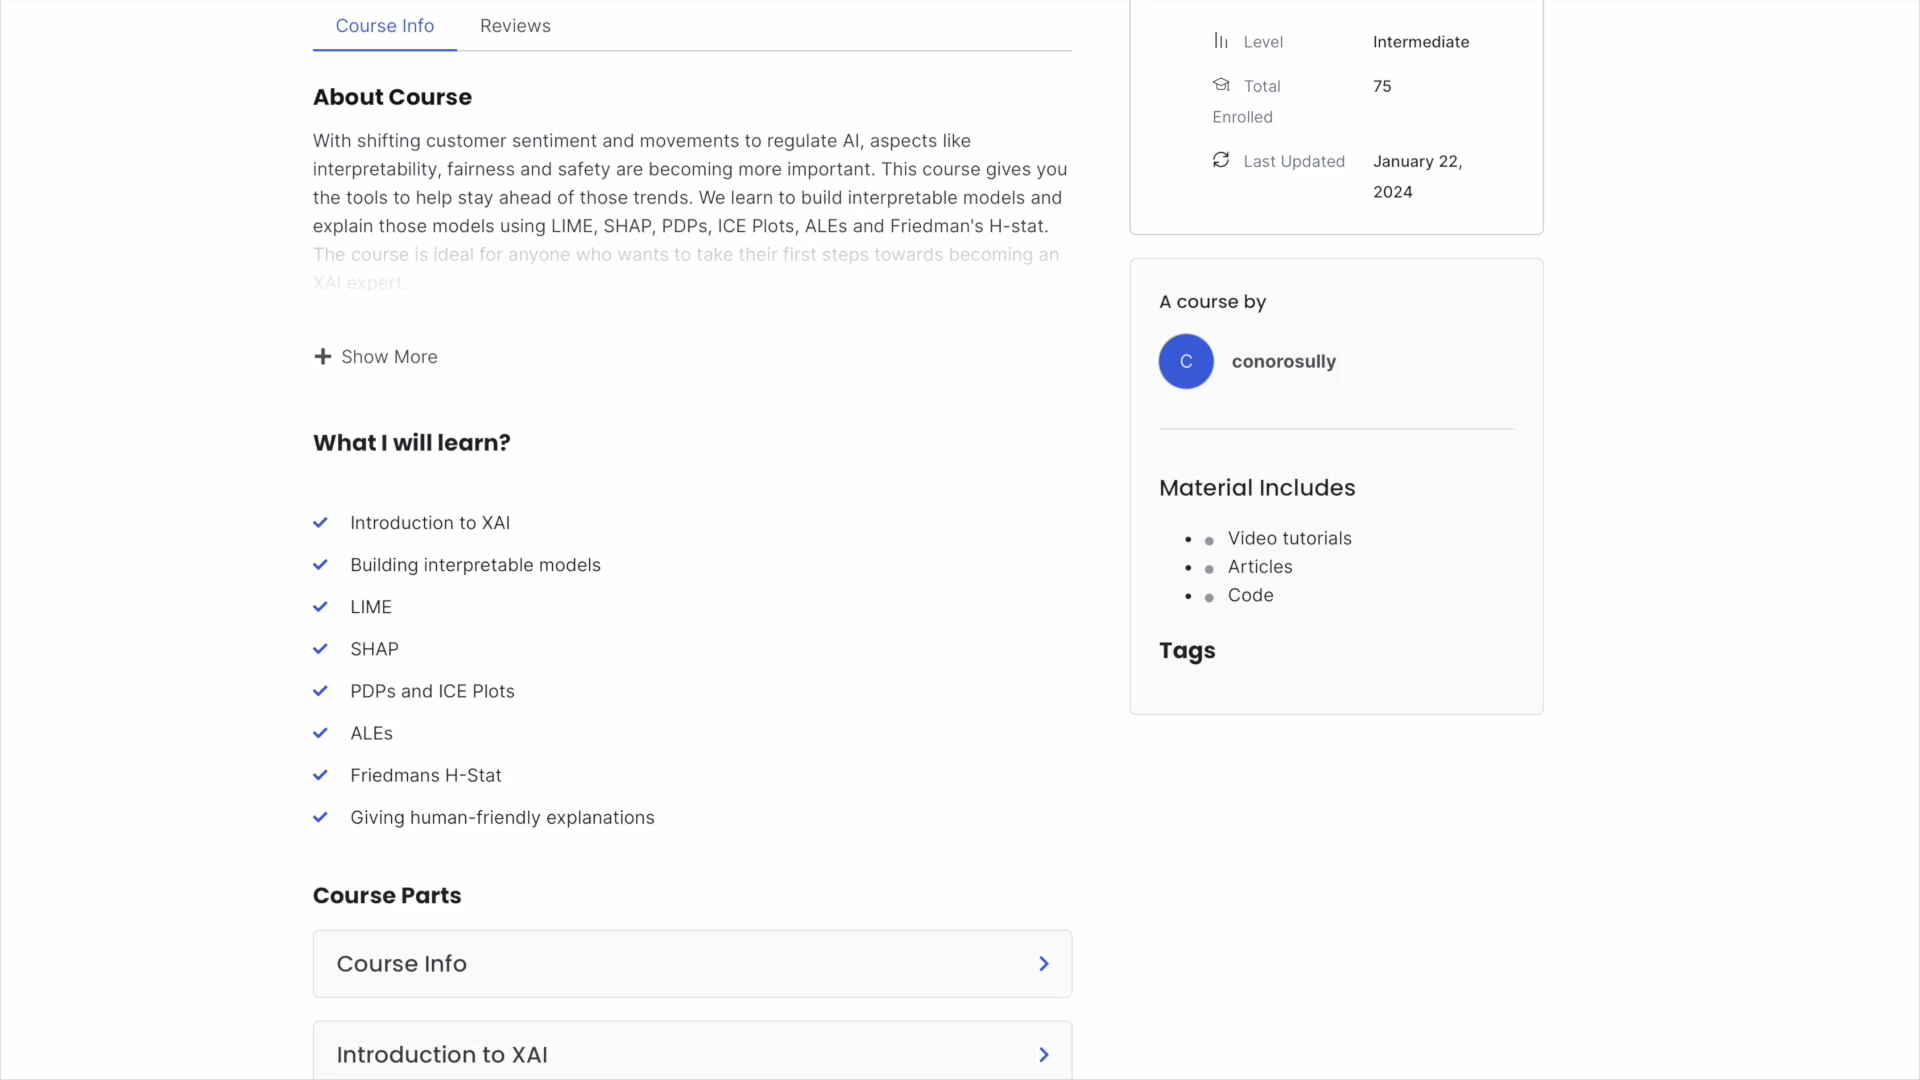 Course Info
Reviews
About Course
With shifting customer sentiment and movements to regulate AI, aspects like
interpretability, fairness and safety are becoming more important. This course gives you
the tools to help stay ahead of those trends. We learn to build interpretable models and
explain those models using LIME, SHAP, PDPs, ICE Plots, ALEs and Friedman's H-stat.
The course is ideal for anyone who wants to take their first steps towards becoming an
XAI expert.
Show More
What I will learn?
Introduction to XAI
Building interpretable models
LIME
SHAP
PDPs and ICE Plots
ALEs
Friedmans H-Stat
Giving human-friendly explanations
Course Parts
Course Info
Introduction to XAI
Level Intermediate
Total 75
Enrolled
Last Updated January 22,
2024
A course by
C
conorosully
Material Includes
Video tutorials
Articles
Code
Tags